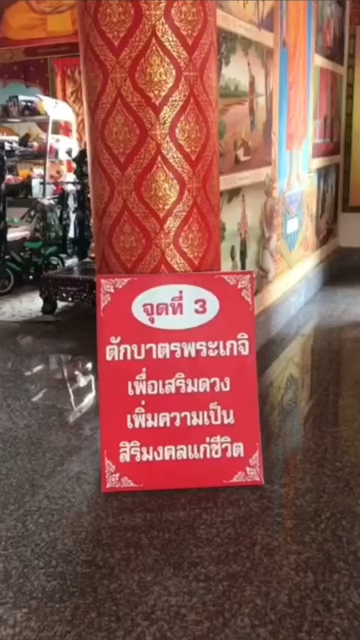 จุดที่ 3
ตักบาตรพระเกจิ
เพื่อเสริมดวง
เพิ่มความเป็น
สิริมงคลแก่ชีวิต